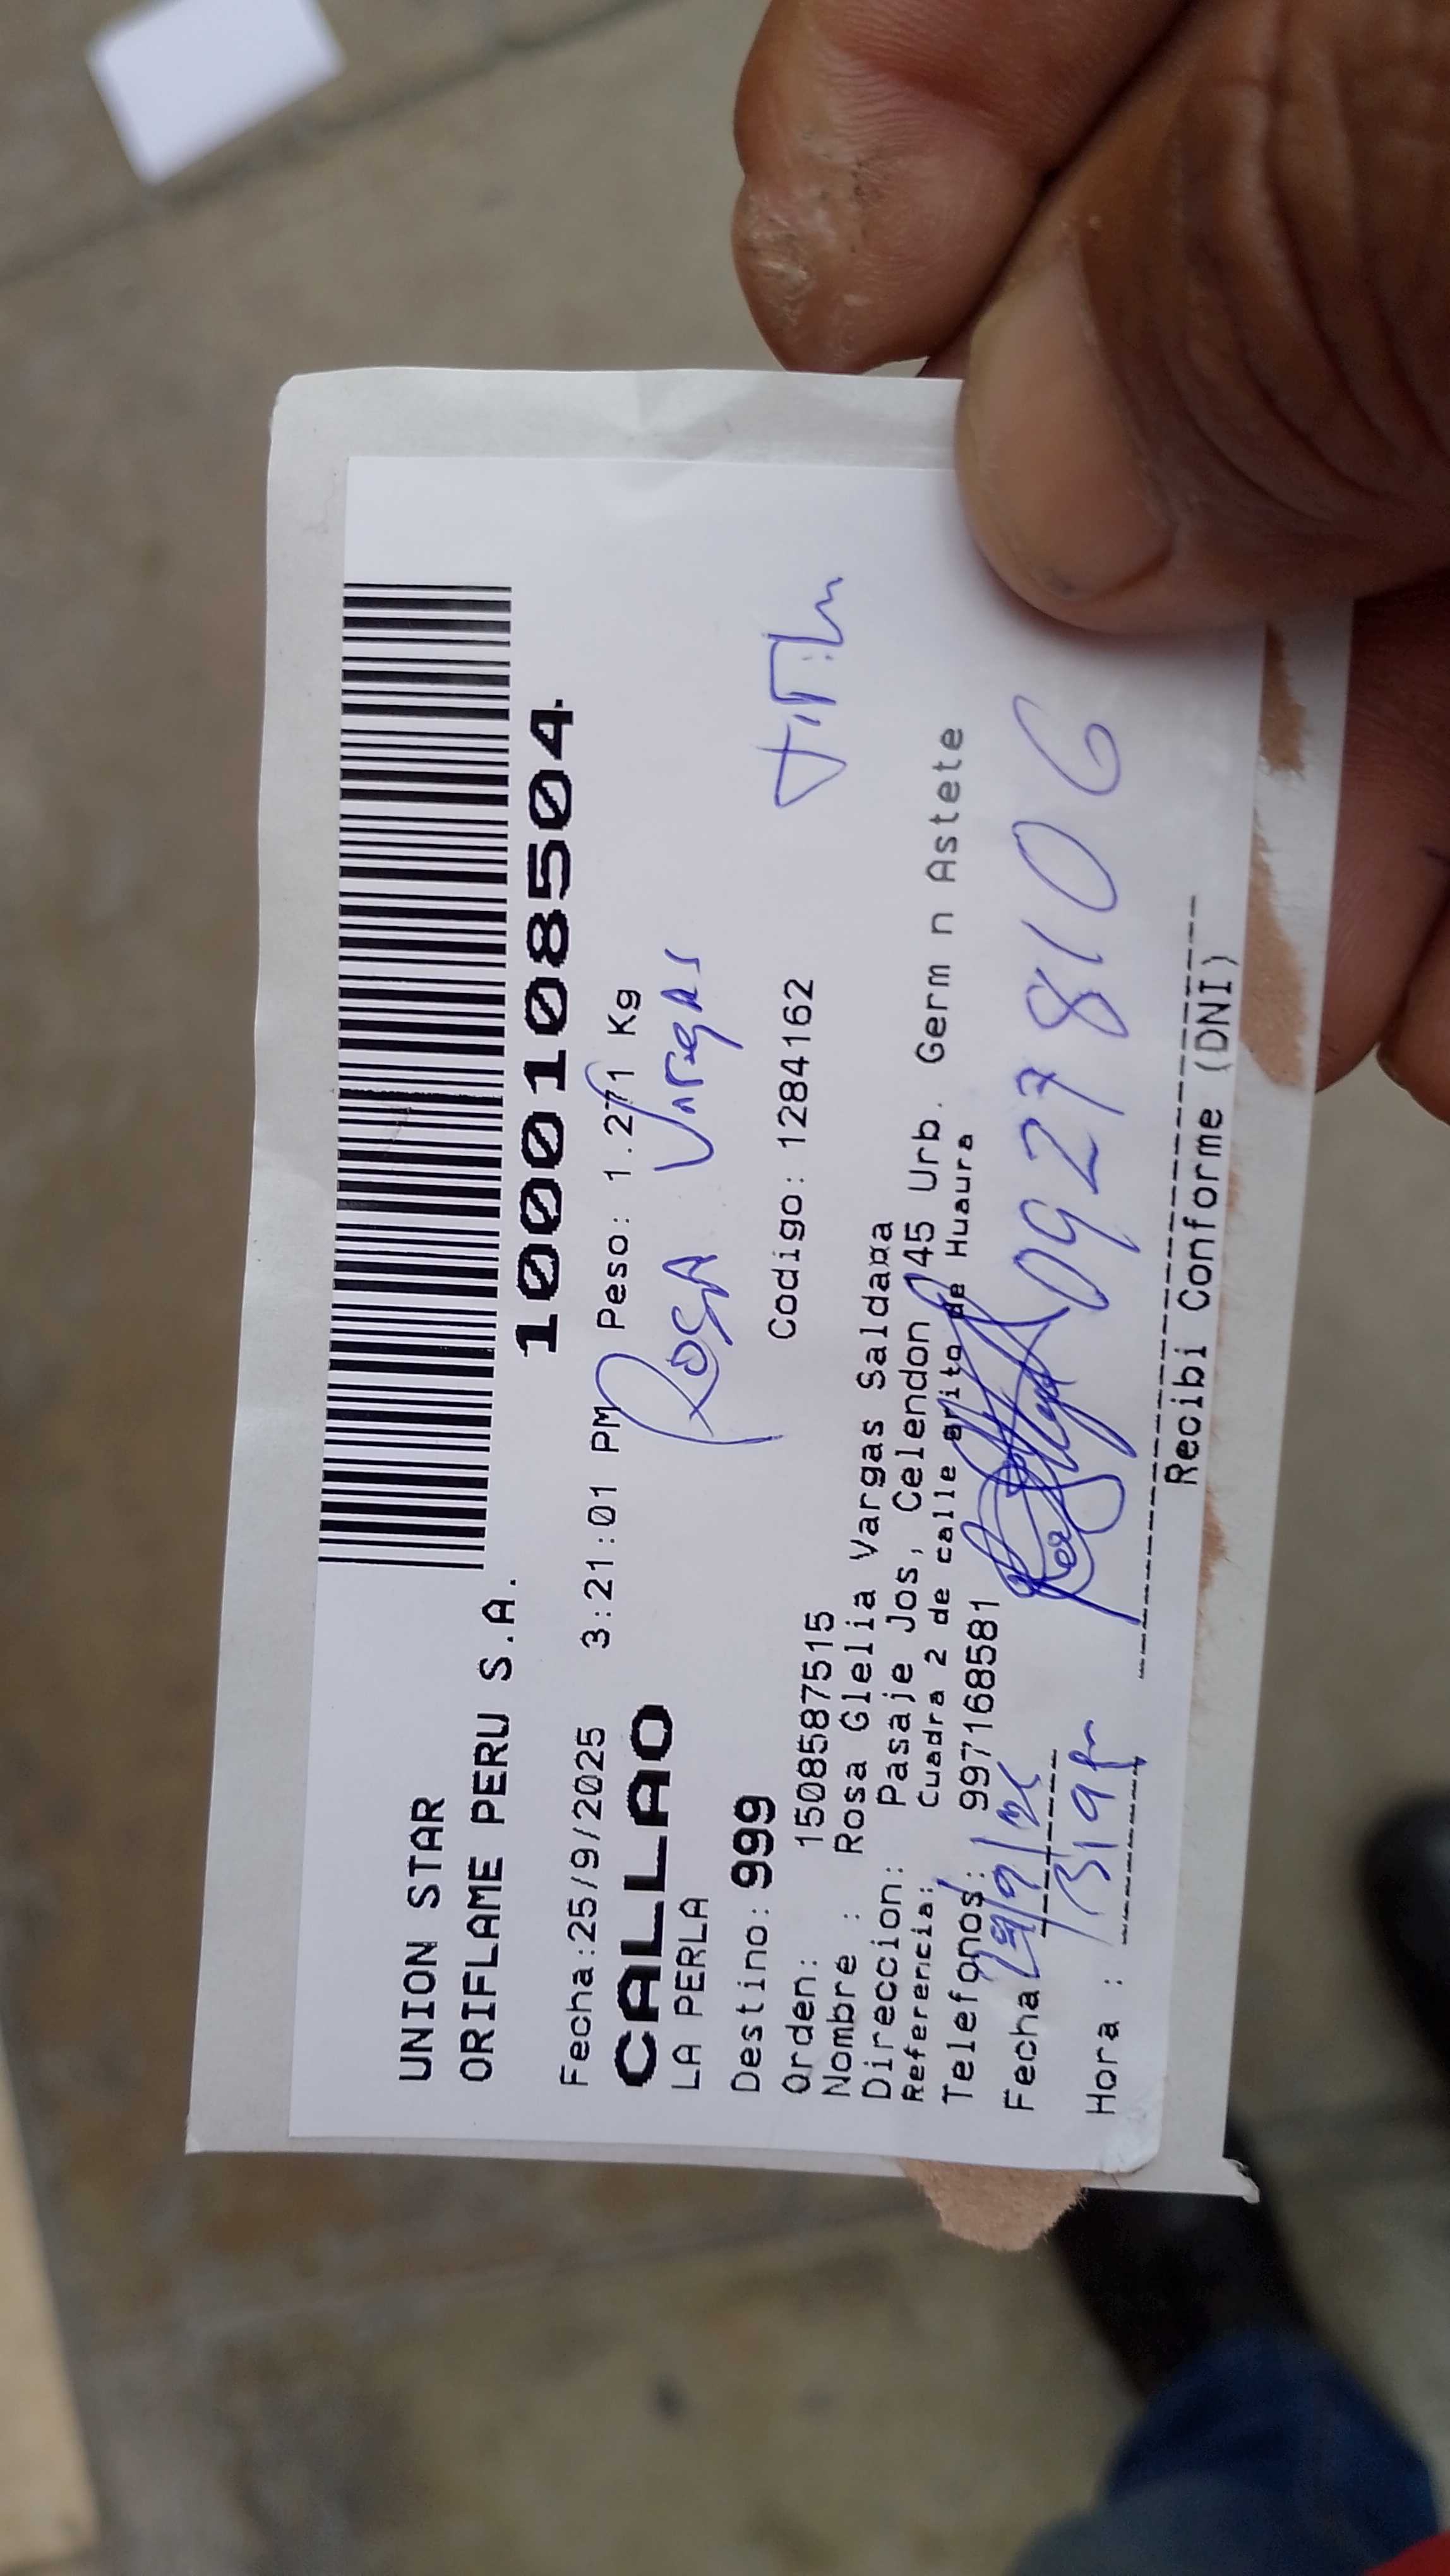 UNION STAR
ORIFLAME PERU S.A.
1000108504
Fecha:25/9/2025 3:21:01 PM Peso: 1.271 Kg
CALLAO
LA PERLA
Rosa Vargas
Destino: 999 Codigo: 1284162
Orden: 1508587515
Nombre : Rosa Glelia Vargas Saldaña
Direccion: Pasaje Jos, Celendon 145 Urb. Germ n Astete
Referencia: Cuadra 2 de calle grito de Huaura
Telefonos: 997168581
Fecha
09278106
Hora :
Recibi Conforme (DNI)